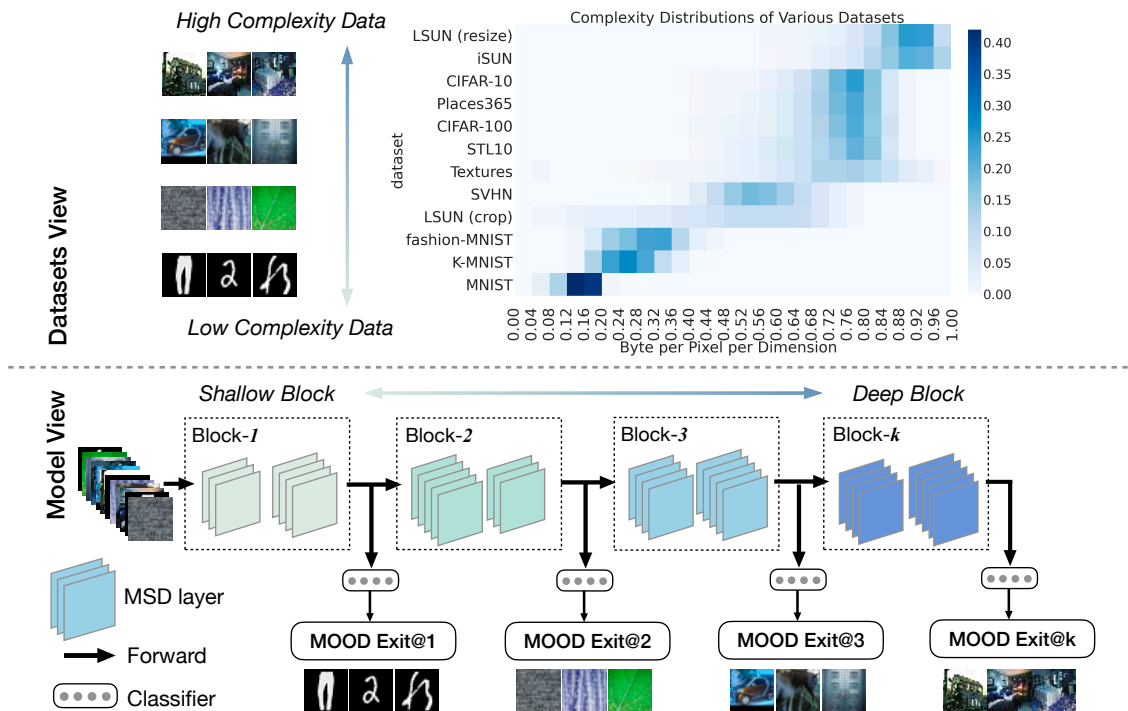 High Complexity Data
Low Complexity Data
Datasets View
Complexity Distributions of Various Datasets
dataset
LSUN (resize)
iSUN
CIFAR-10
Places365
CIFAR-100
STL10
Textures
SVHN
LSUN (crop)
fashion-MNIST
K-MNIST
MNIST
0.00 0.04 0.08 0.12 0.16 0.20 0.24 0.28 0.32 0.36 0.40 0.44 0.48 0.52 0.56 0.60 0.64 0.68 0.72 0.76 0.80 0.84 0.88 0.92 0.96 1.00
Byte per Pixel per Dimension
0.40
0.35
0.30
0.25
0.20
0.15
0.10
0.05
0.00
Model View
Shallow Block
Deep Block
Block-1
Block-2
Block-3
Block-k
MSD layer
Forward
Classifier
MOOD Exit@1
MOOD Exit@2
MOOD Exit@3
MOOD Exit@k